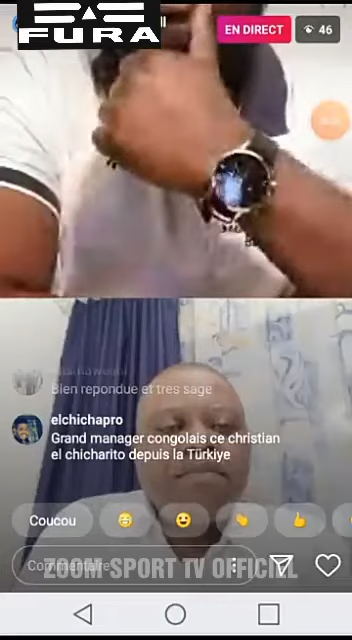 FURA
EN DIRECT
46
Bien repondue et tres sage
elchichapro
Grand manager congolais ce christian
el chicharito depuis la Türkiye
Coucou
Commentaire
ZOOM SPORT TV OFFICIEL